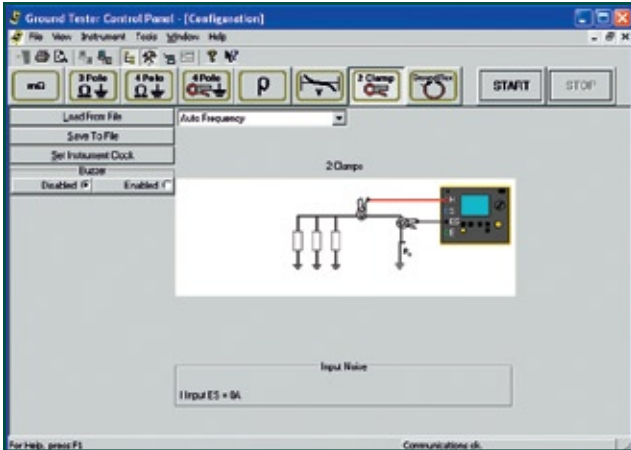 Ground Tester Control Panel - [Configuration]
File View Instrument Tools Window Help
mΩ
3 Pole
Ω
4 Pole
Ω
4 Pole
ρ
2 Clamp
GroundFlex
START
STOP
Load From File
Auto Frequency
Save To File
Set Instrument Clock
Buzzer
Disabled Enabled
2 Clamps
H
S
ES
E
Input Noise
I Input ES = 0A
For Help, press F1
Communications ok.